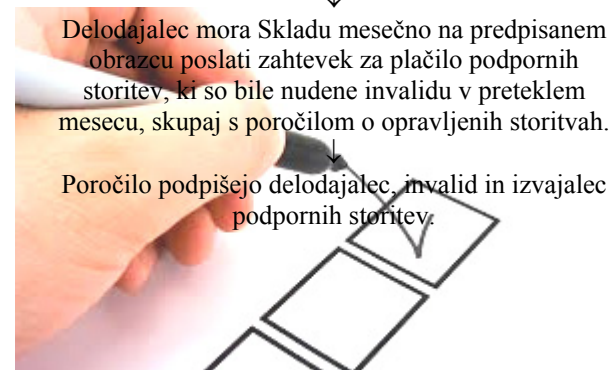 ↓
Delodajalec mora Skladu mesečno na predpisanem
obrazcu poslati zahtevek za plačilo podpornih
storitev, ki so bile nudene invalidu v preteklem
mesecu, skupaj s poročilom o opravljenih storitvah.
↓
Poročilo podpišejo delodajalec, invalid in izvajalec
podpornih storitev.